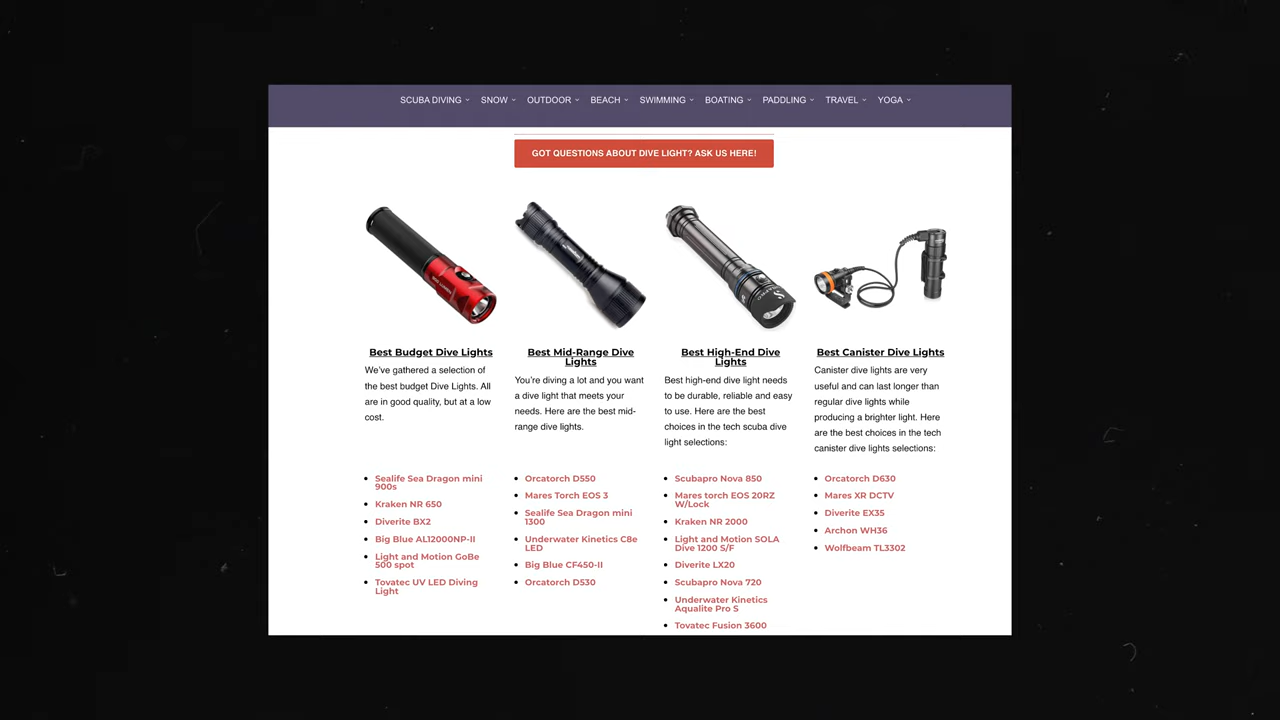 SCUBA DIVING SNOW OUTDOOR BEACH SWIMMING BOATING PADDLING TRAVEL YOGA
GOT QUESTIONS ABOUT DIVE LIGHT? ASK US HERE!
Best Budget Dive Lights
We've gathered a selection of
the best budget Dive Lights. All
are in good quality, but at a low
cost.
Sealife Sea Dragon mini
900s
Kraken NR 650
Diverite BX2
Big Blue AL12000NP-II
Light and Motion GoBe
500 spot
Tovatec UV LED Diving
Light
Best Mid-Range Dive
Lights
You're diving a lot and you want
a dive light that meets your
needs. Here are the best mid-
range dive lights.
Orcatorch D550
Mares Torch EOS 3
Sealife Sea Dragon mini
1300
Underwater Kinetics C8e
LED
Big Blue CF450-II
Orcatorch D530
Best High-End Dive
Lights
Best high-end dive light needs
to be durable, reliable and easy
to use. Here are the best
choices in the tech scuba dive
light selections:
Scubapro Nova 850
Mares torch EOS 20RZ
W/Lock
Kraken NR 2000
Light and Motion SOLA
Dive 1200 S/F
Diverite LX20
Scubapro Nova 720
Underwater Kinetics
Aqualite Pro S
Tovatec Fusion 3600
Best Canister Dive Lights
Canister dive lights are very
useful and can last longer than
regular dive lights while
producing a brighter light. Here
are the best choices in the tech
canister dive lights selections:
Orcatorch D630
Mares XR DCTV
Diverite EX35
Archon WH36
Wolfbeam TL3302